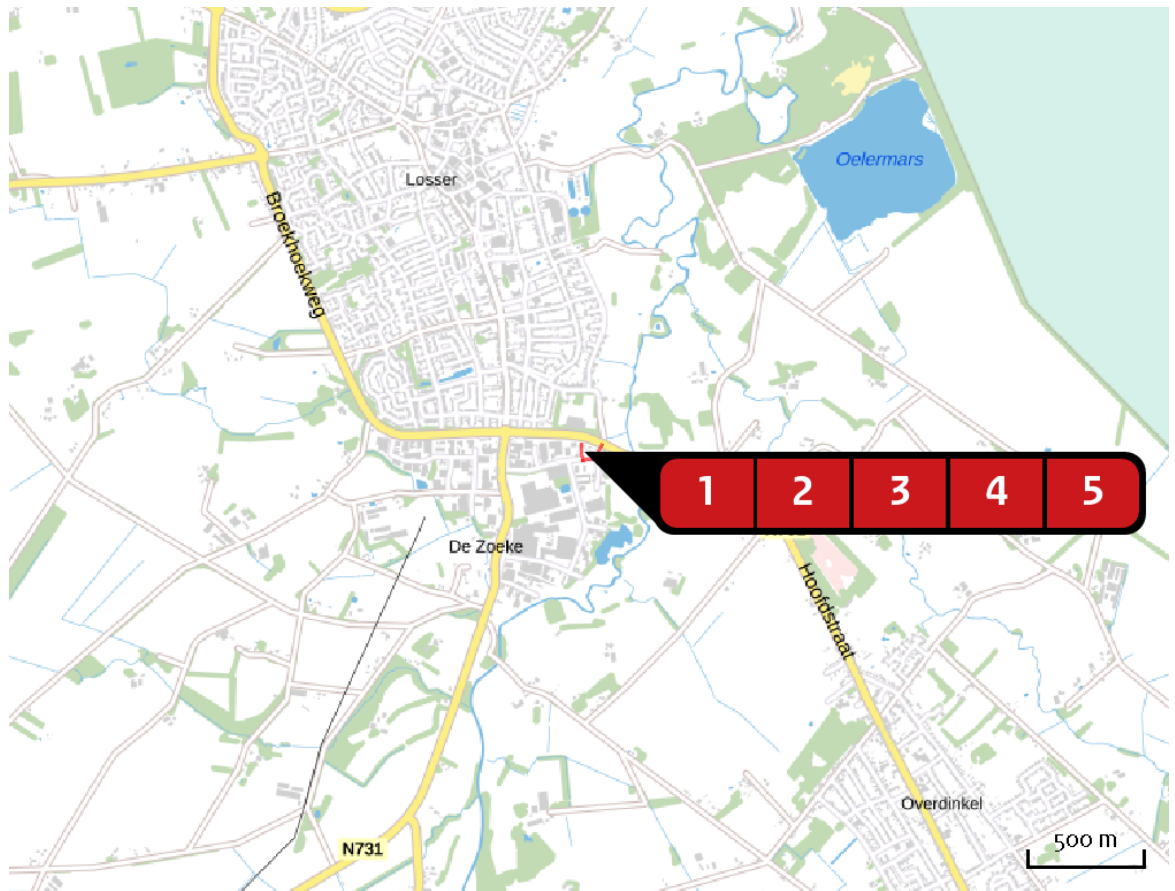 Oelermars
Losser
Broekhoekweg
1 2 3 4 5
De Zoeke
Hoofdstraat
Overdinkel
500 m
N731